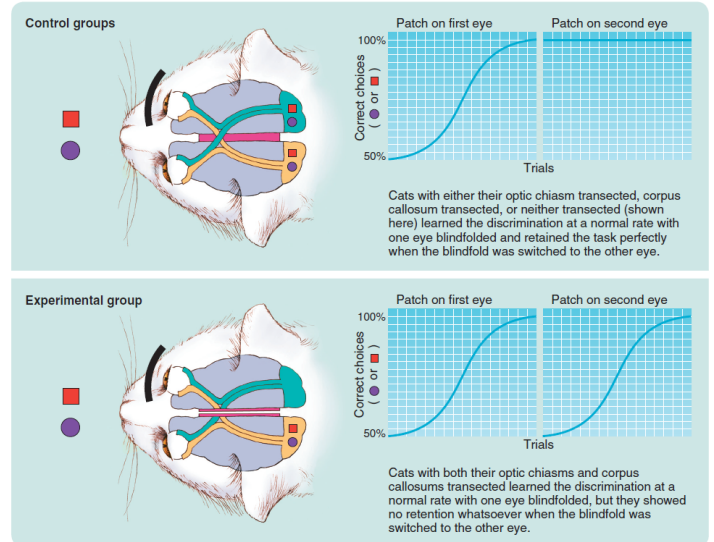 Control groups
Patch on first eye
Patch on second eye
100%
Correct choices
( or )
50%
Trials
Cats with either their optic chiasm transected, corpus
callosum transected, or neither transected (shown
here) learned the discrimination at a normal rate with
one eye blindfolded and retained the task perfectly
when the blindfold was switched to the other eye.
Experimental group
Patch on first eye
Patch on second eye
100%
Correct choices
( or )
50%
Trials
Cats with both their optic chiasms and corpus
callosums transected learned the discrimination at a
normal rate with one eye blindfolded, but they showed
no retention whatsoever when the blindfold was
switched to the other eye.